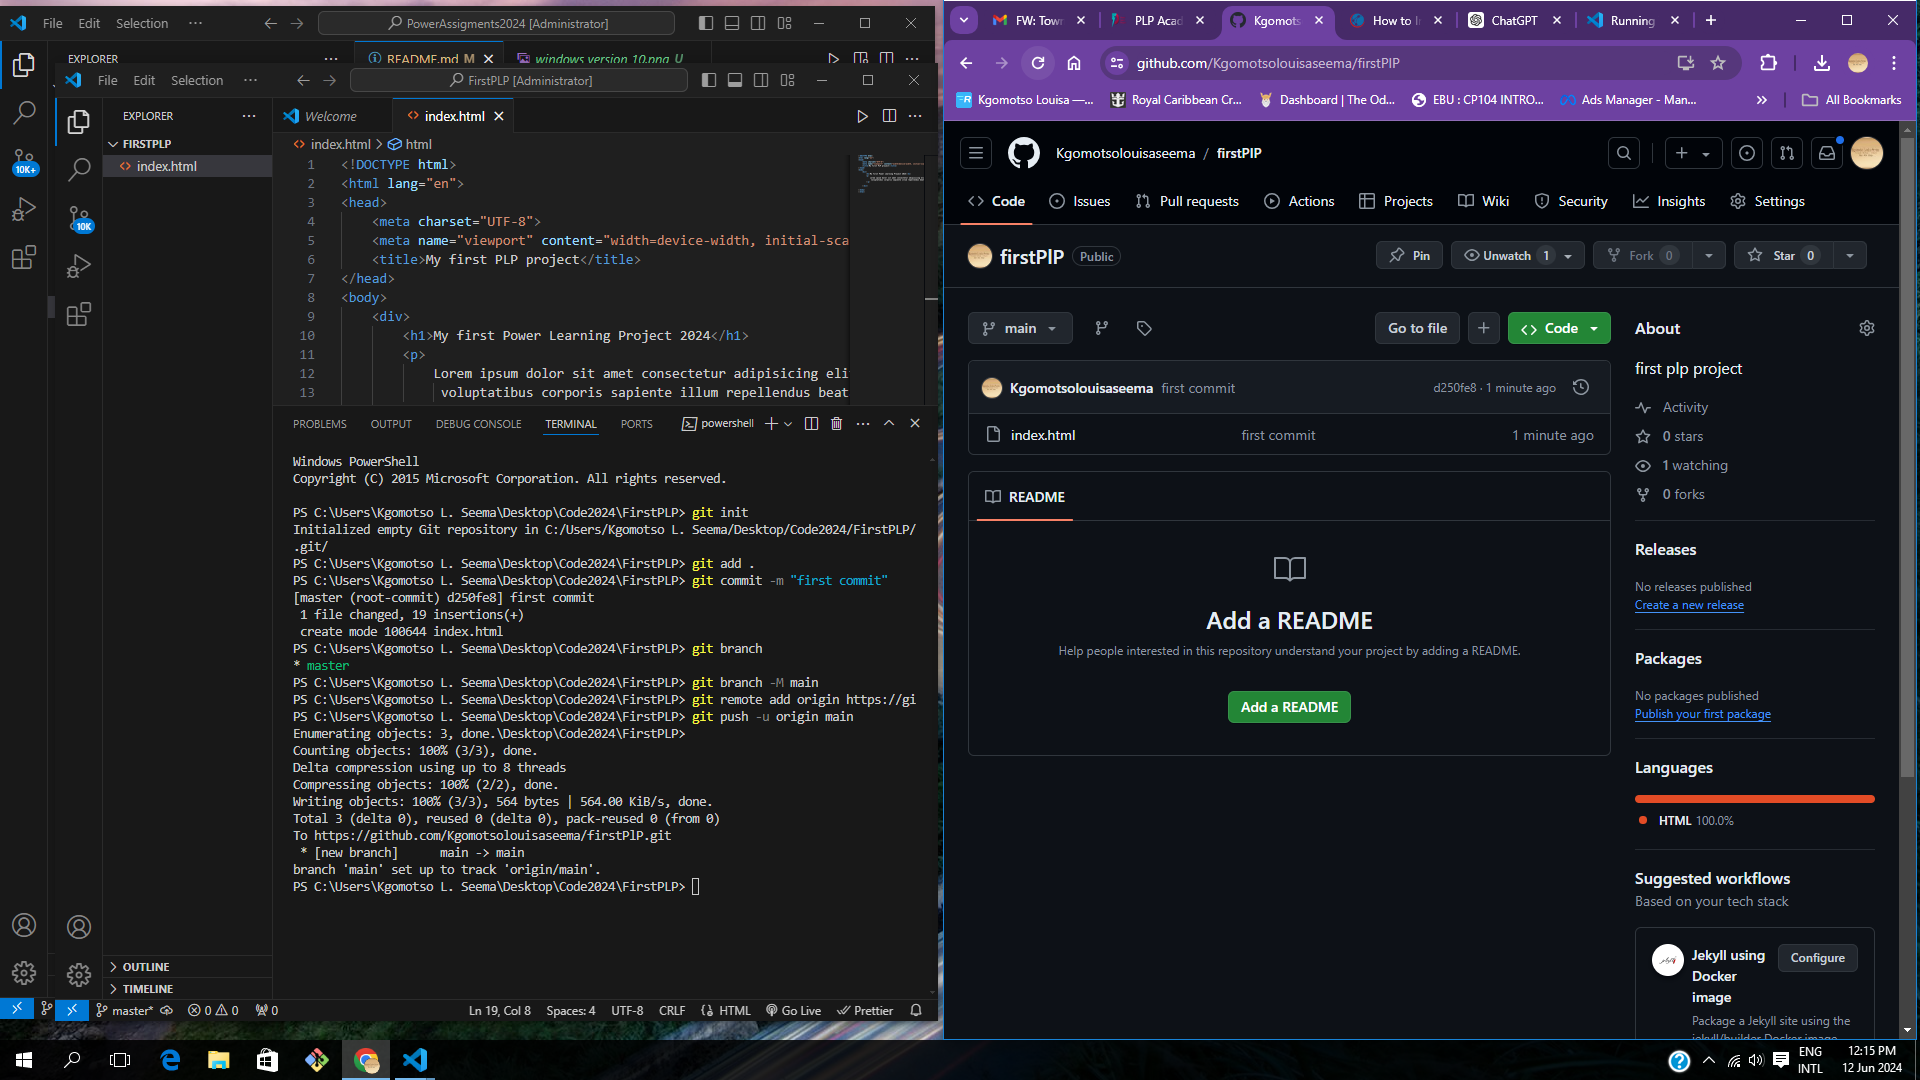 File Edit Selection ··· PowerAssigments2024 [Administrator]
EXPLORER ··· README.md M windows version 10.png U
File Edit Selection ··· FirstPLP [Administrator]
EXPLORER ···
FIRSTPLP
index.html
10K+
10K
Welcome index.html
index.html > html
1 <!DOCTYPE html>
2 <html lang="en">
3 <head>
4 <meta charset="UTF-8">
5 <meta name="viewport" content="width=device-width, initial-sca
6 <title>My first PLP project</title>
7 </head>
8 <body>
9 <div>
10 <h1>My first Power Learning Project 2024</h1>
11 <p>
12 Lorem ipsum dolor sit amet consectetur adipisicing eli
13 voluptatibus corporis sapiente illum repellendus beat
PROBLEMS OUTPUT DEBUG CONSOLE TERMINAL PORTS powershell
Windows PowerShell
Copyright (C) 2015 Microsoft Corporation. All rights reserved.
PS C:\Users\Kgomotso L. Seema\Desktop\Code2024\FirstPLP> git init
Initialized empty Git repository in C:/Users/Kgomotso L. Seema/Desktop/Code2024/FirstPLP/
.git/
PS C:\Users\Kgomotso L. Seema\Desktop\Code2024\FirstPLP> git add .
PS C:\Users\Kgomotso L. Seema\Desktop\Code2024\FirstPLP> git commit -m "first commit"
[master (root-commit) d250fe8] first commit
1 file changed, 19 insertions(+)
create mode 100644 index.html
PS C:\Users\Kgomotso L. Seema\Desktop\Code2024\FirstPLP> git branch
* master
PS C:\Users\Kgomotso L. Seema\Desktop\Code2024\FirstPLP> git branch -M main
PS C:\Users\Kgomotso L. Seema\Desktop\Code2024\FirstPLP> git remote add origin https://gi
PS C:\Users\Kgomotso L. Seema\Desktop\Code2024\FirstPLP> git push -u origin main
Enumerating objects: 3, done.\Desktop\Code2024\FirstPLP>
Counting objects: 100% (3/3), done.
Delta compression using up to 8 threads
Compressing objects: 100% (2/2), done.
Writing objects: 100% (3/3), 564 bytes | 564.00 KiB/s, done.
Total 3 (delta 0), reused 0 (delta 0), pack-reused 0 (from 0)
To https://github.com/Kgomotsolouisaseema/firstPlP.git
* [new branch] main -> main
branch 'main' set up to track 'origin/main'.
PS C:\Users\Kgomotso L. Seema\Desktop\Code2024\FirstPLP>
OUTLINE
TIMELINE
master* 0 0 0 Ln 19, Col 8 Spaces: 4 UTF-8 CRLF HTML Go Live Prettier
FW: Town PLP Acad Kgomots How to I ChatGPT Running
github.com/Kgomotsolouisaseema/firstPlP
Kgomotso Louisa —... Royal Caribbean Cr... Dashboard | The Od... EBU : CP104 INTRO... Ads Manager - Man... » All Bookmarks
Kgomotsolouisaseema / firstPlP
Code Issues Pull requests Actions Projects Wiki Security Insights Settings
firstPlP Public Pin Unwatch 1 Fork 0 Star 0
main Go to file + Code
Kgomotsolouisaseema first commit d250fe8 · 1 minute ago
index.html first commit 1 minute ago
README
Add a README
Help people interested in this repository understand your project by adding a README.
Add a README
About
first plp project
Activity
0 stars
1 watching
0 forks
Releases
No releases published
Create a new release
Packages
No packages published
Publish your first package
Languages
HTML 100.0%
Suggested workflows
Based on your tech stack
Jekyll using Docker image Configure
Package a Jekyll site using the
jekyll/builder Docker image
ENG 12:15 PM
INTL 12 Jun 2024